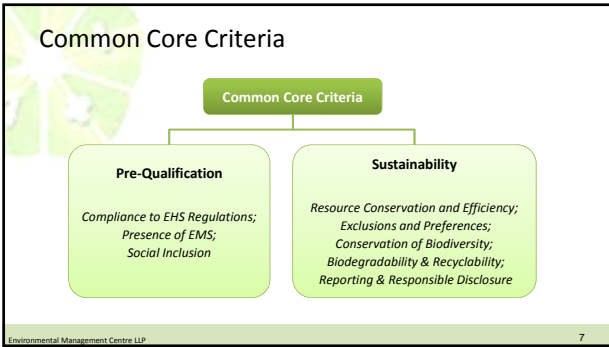 Common Core Criteria
Common Core Criteria
Pre-Qualification
Compliance to EHS Regulations;
Presence of EMS;
Social Inclusion
Sustainability
Resource Conservation and Efficiency;
Exclusions and Preferences;
Conservation of Biodiversity;
Biodegradability & Recyclability;
Reporting & Responsible Disclosure
Environmental Management Centre LLP
7